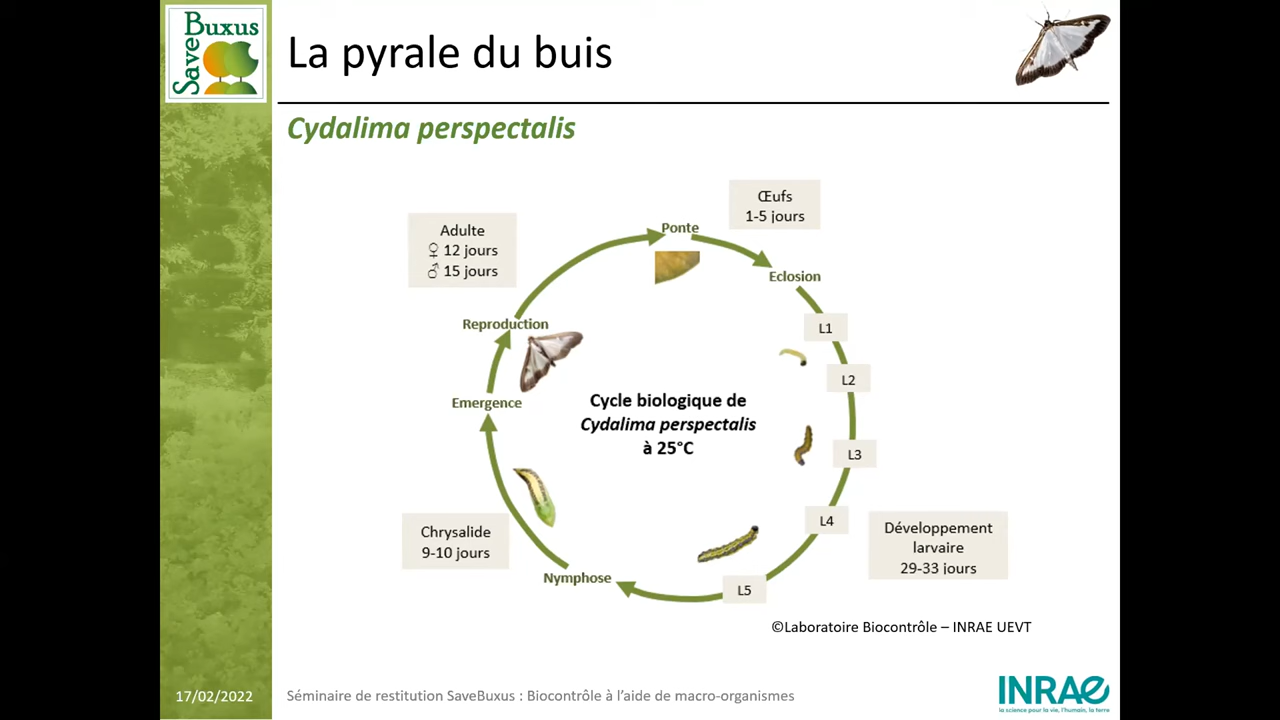 Save Buxus
La pyrale du buis
Cydalima perspectalis
Œufs
1-5 jours
Adulte
♀ 12 jours
♂ 15 jours
Ponte
Eclosion
L1
Reproduction
L2
Emergence
Cycle biologique de
Cydalima perspectalis
à 25°C
L3
L4
Développement
larvaire
29-33 jours
Chrysalide
9-10 jours
Nymphose
L5
©Laboratoire Biocontrôle – INRAE UEVT
17/02/2022
Séminaire de restitution SaveBuxus : Biocontrôle à l’aide de macro-organismes
INRAE
la science pour la vie, l’humain, la terre